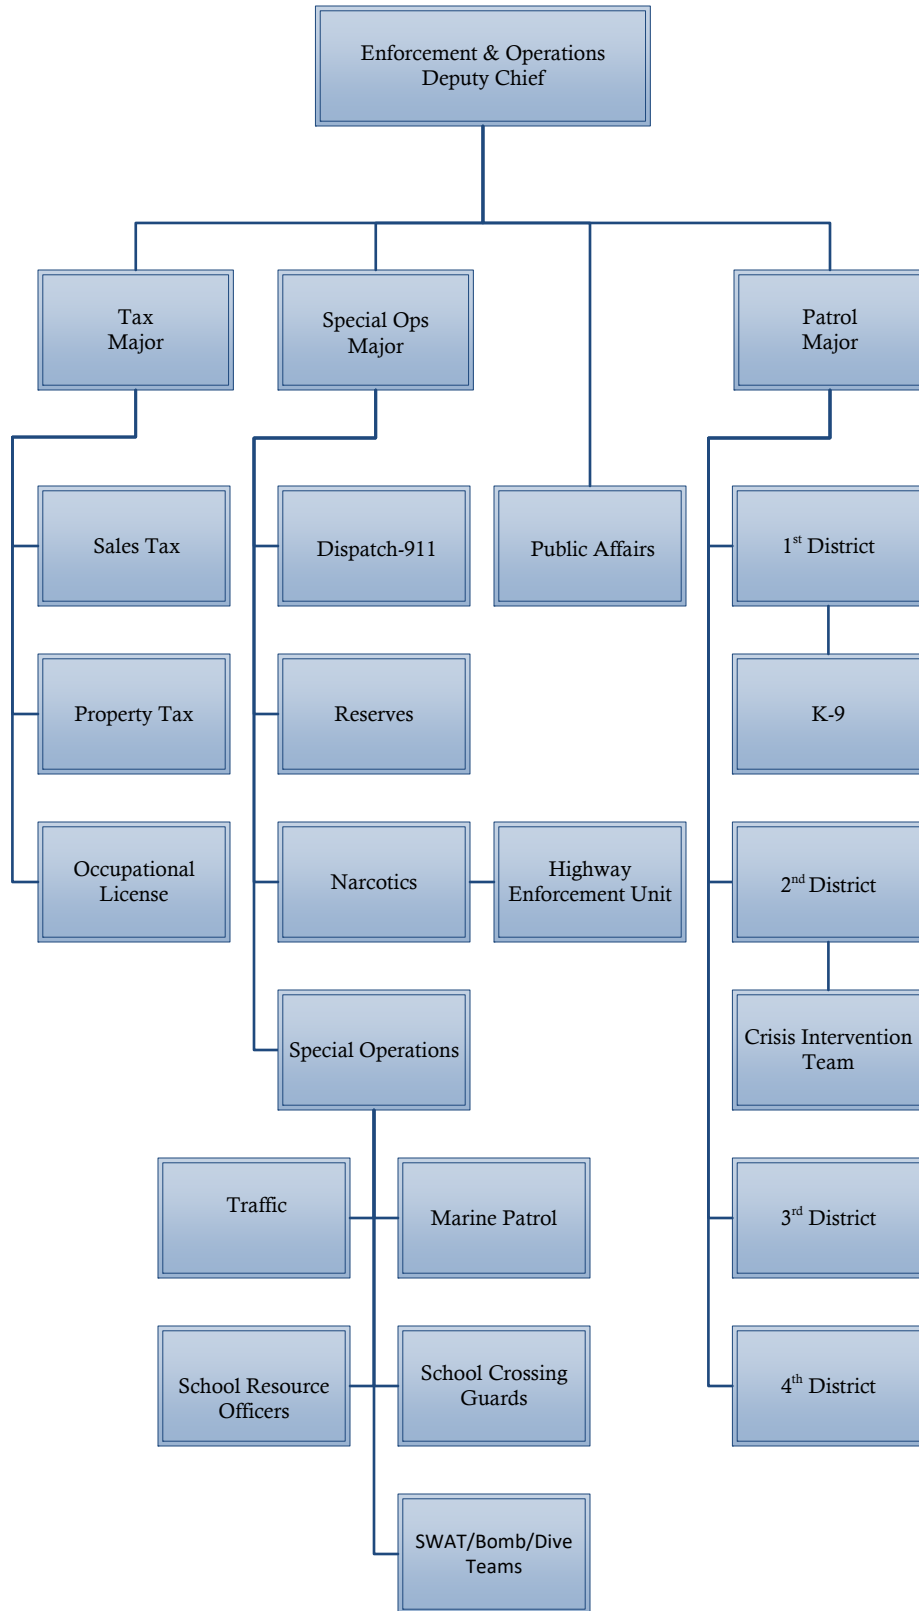 Enforcement & Operations
Deputy Chief
Tax
Major
Special Ops
Major
Patrol
Major
Sales Tax
Dispatch-911
Public Affairs
1st District
Property Tax
Reserves
K-9
Occupational
License
Narcotics
Highway
Enforcement Unit
2nd District
Special Operations
Crisis Intervention
Team
Traffic
Marine Patrol
3rd District
School Resource
Officers
School Crossing
Guards
4th District
SWAT/Bomb/Dive
Teams